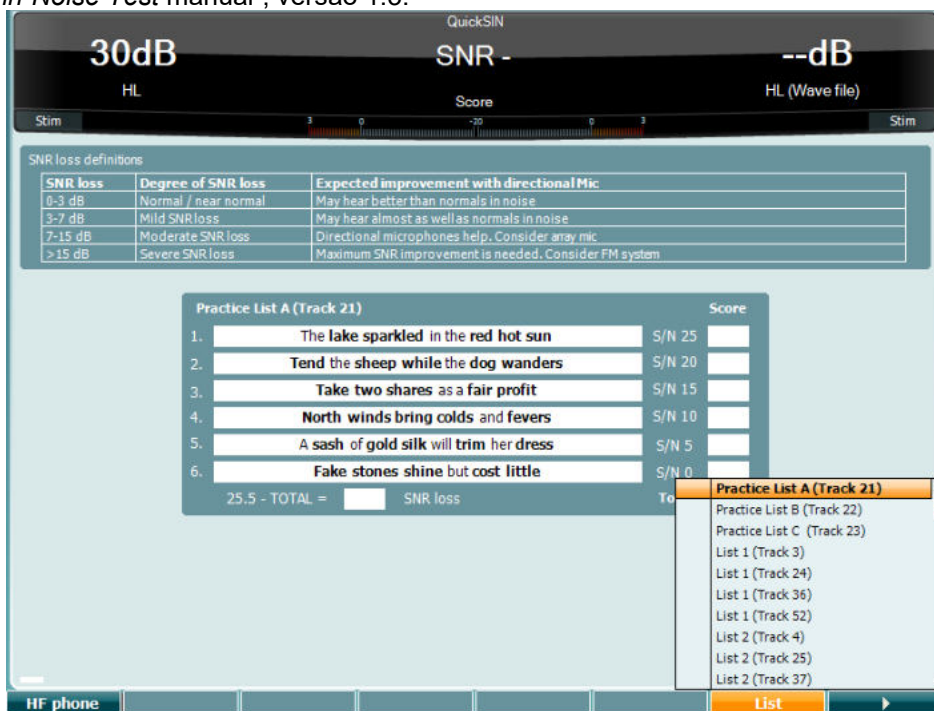 in Noise Test manual , versão 1.3.
QuickSIN
30dB SNR - --dB
HL Score HL (Wave file)
Stim 3 0 -20 0 3 Stim
SNR loss definitions
SNR loss Degree of SNR loss Expected improvement with directional Mic
0-3 dB Normal / near normal May hear better than normals in noise
3-7 dB Mild SNR loss May hear almost as well as normals in noise
7-15 dB Moderate SNR loss Directional microphones help. Consider array mic
>15 dB Severe SNR loss Maximum SNR improvement is needed. Consider FM system
Practice List A (Track 21) Score
1. The lake sparkled in the red hot sun S/N 25
2. Tend the sheep while the dog wanders S/N 20
3. Take two shares as a fair profit S/N 15
4. North winds bring colds and fevers S/N 10
5. A sash of gold silk will trim her dress S/N 5
6. Fake stones shine but cost little S/N 0
25.5 - TOTAL = SNR loss To
Practice List A (Track 21)
Practice List B (Track 22)
Practice List C (Track 23)
List 1 (Track 3)
List 1 (Track 24)
List 1 (Track 36)
List 1 (Track 52)
List 2 (Track 4)
List 2 (Track 25)
List 2 (Track 37)
HF phone List